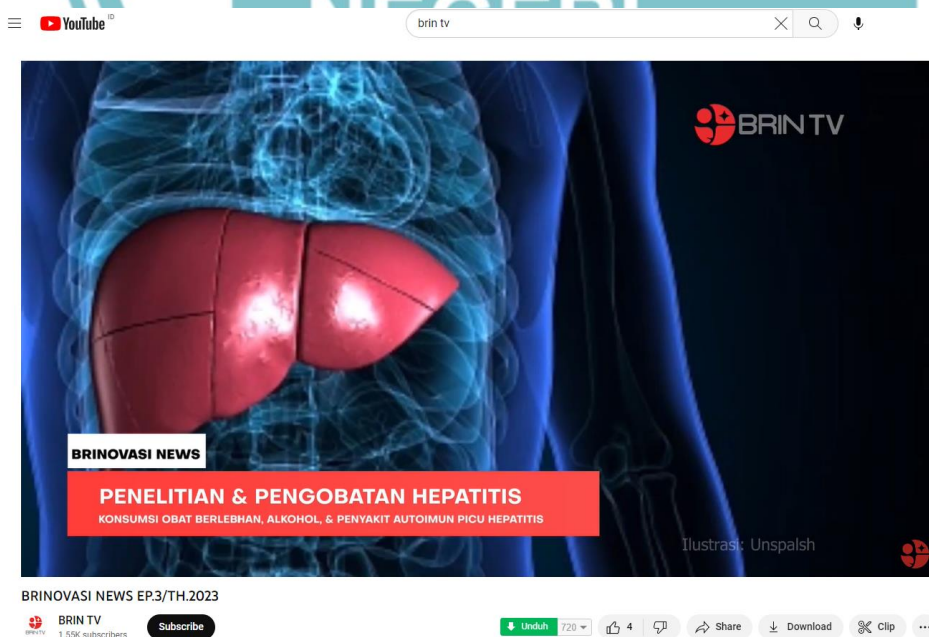 NEGERI
YouTube ID
brin tv
BRIN TV
BRINOVASI NEWS
PENELITIAN & PENGOBATAN HEPATITIS
KONSUMSI OBAT BERLEBHAN, ALKOHOL, & PENYAKIT AUTOIMUN PICU HEPATITIS
Ilustrasi: Unspalsh
BRINOVASI NEWS EP.3/TH.2023
BRIN TV
1.55K subscribers
Subscribe
Unduh 720
4
Share
Download
Clip